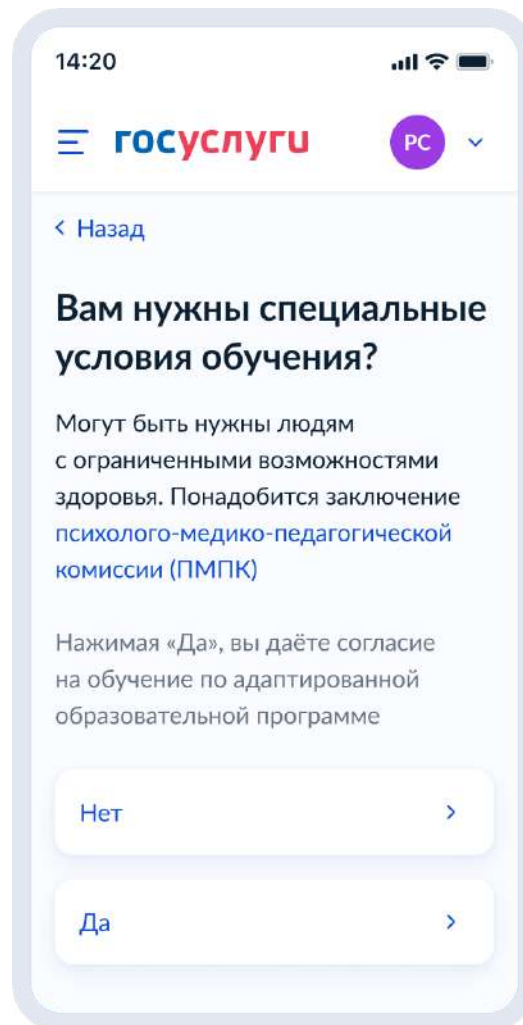 14:20
госуслуги
РС
Назад
Вам нужны специальные
условия обучения?
Могут быть нужны людям
с ограниченными возможностями
здоровья. Понадобится заключение
психолого-медико-педагогической
комиссии (ПМПК)
Нажимая «Да», вы даёте согласие
на обучение по адаптированной
образовательной программе
Нет
Да